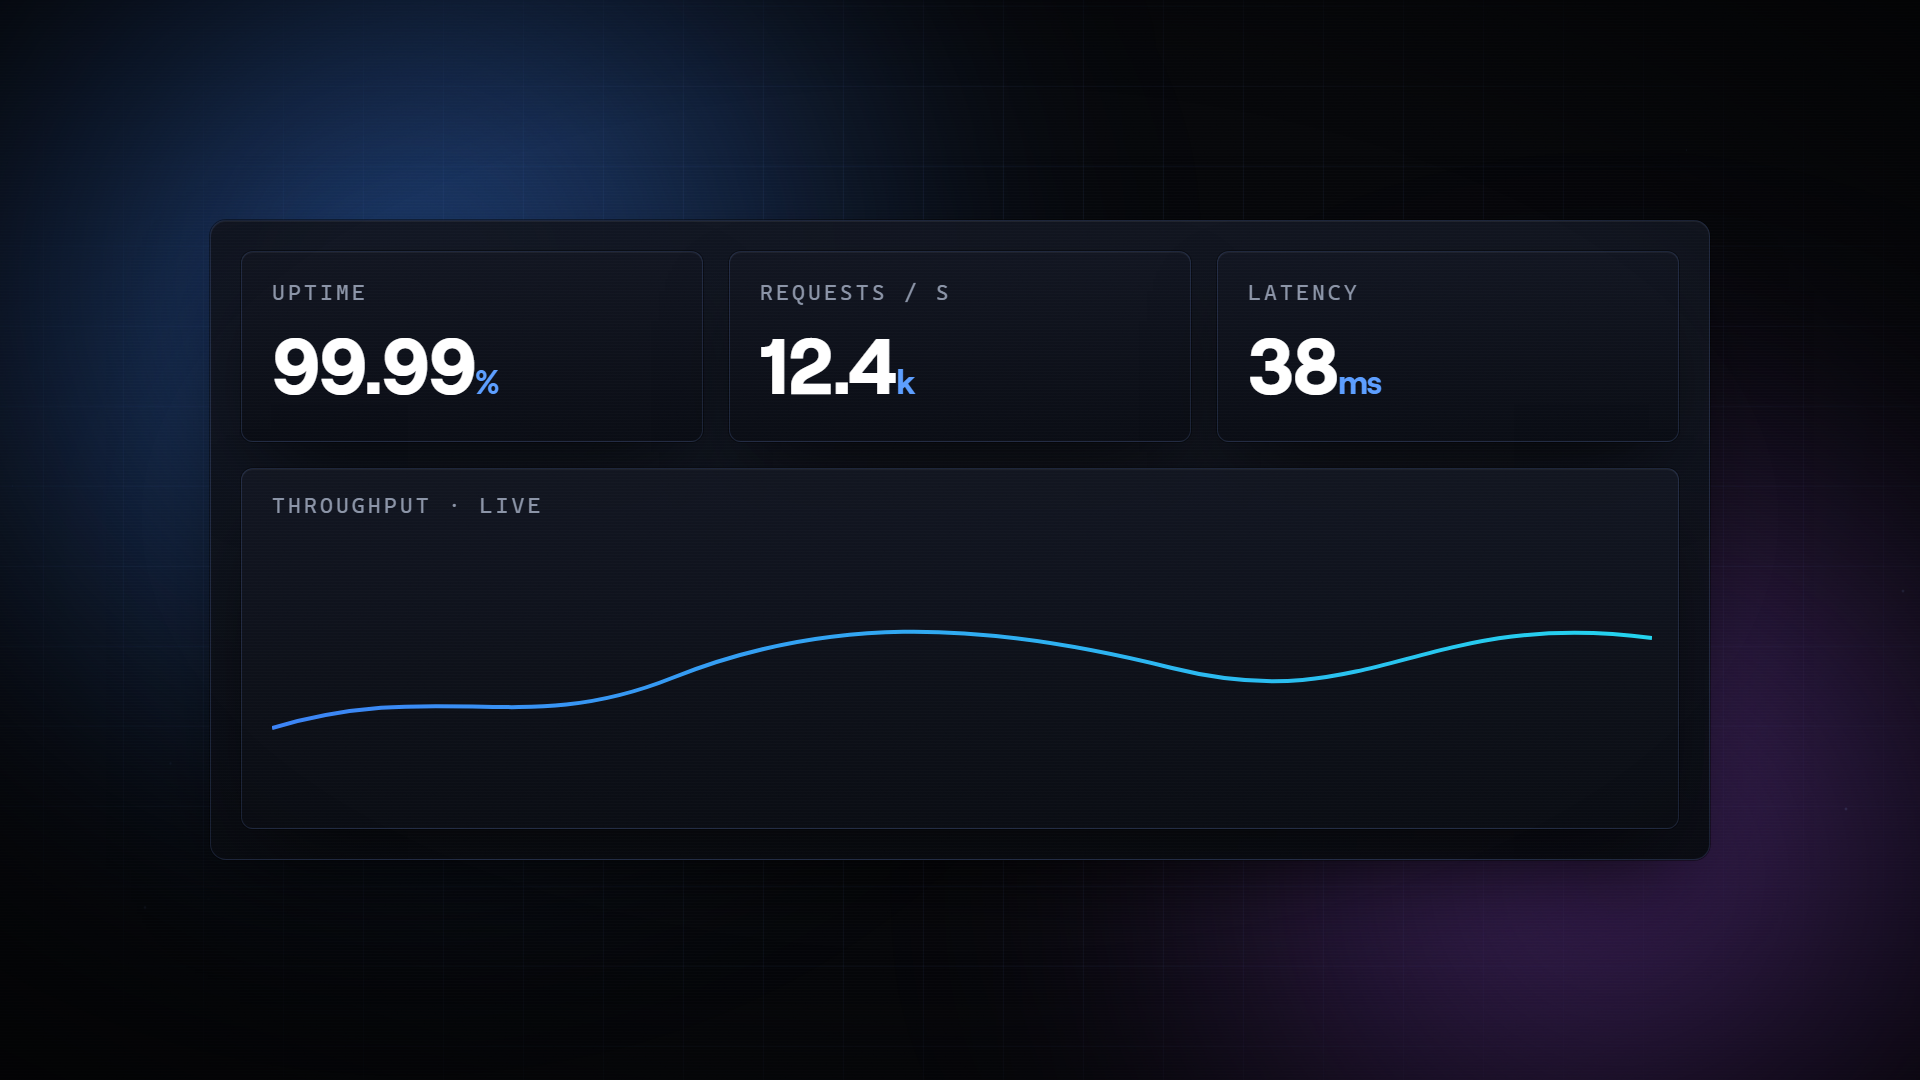 UPTIME
99.99%
REQUESTS / S
12.4k
LATENCY
38ms
THROUGHPUT · LIVE